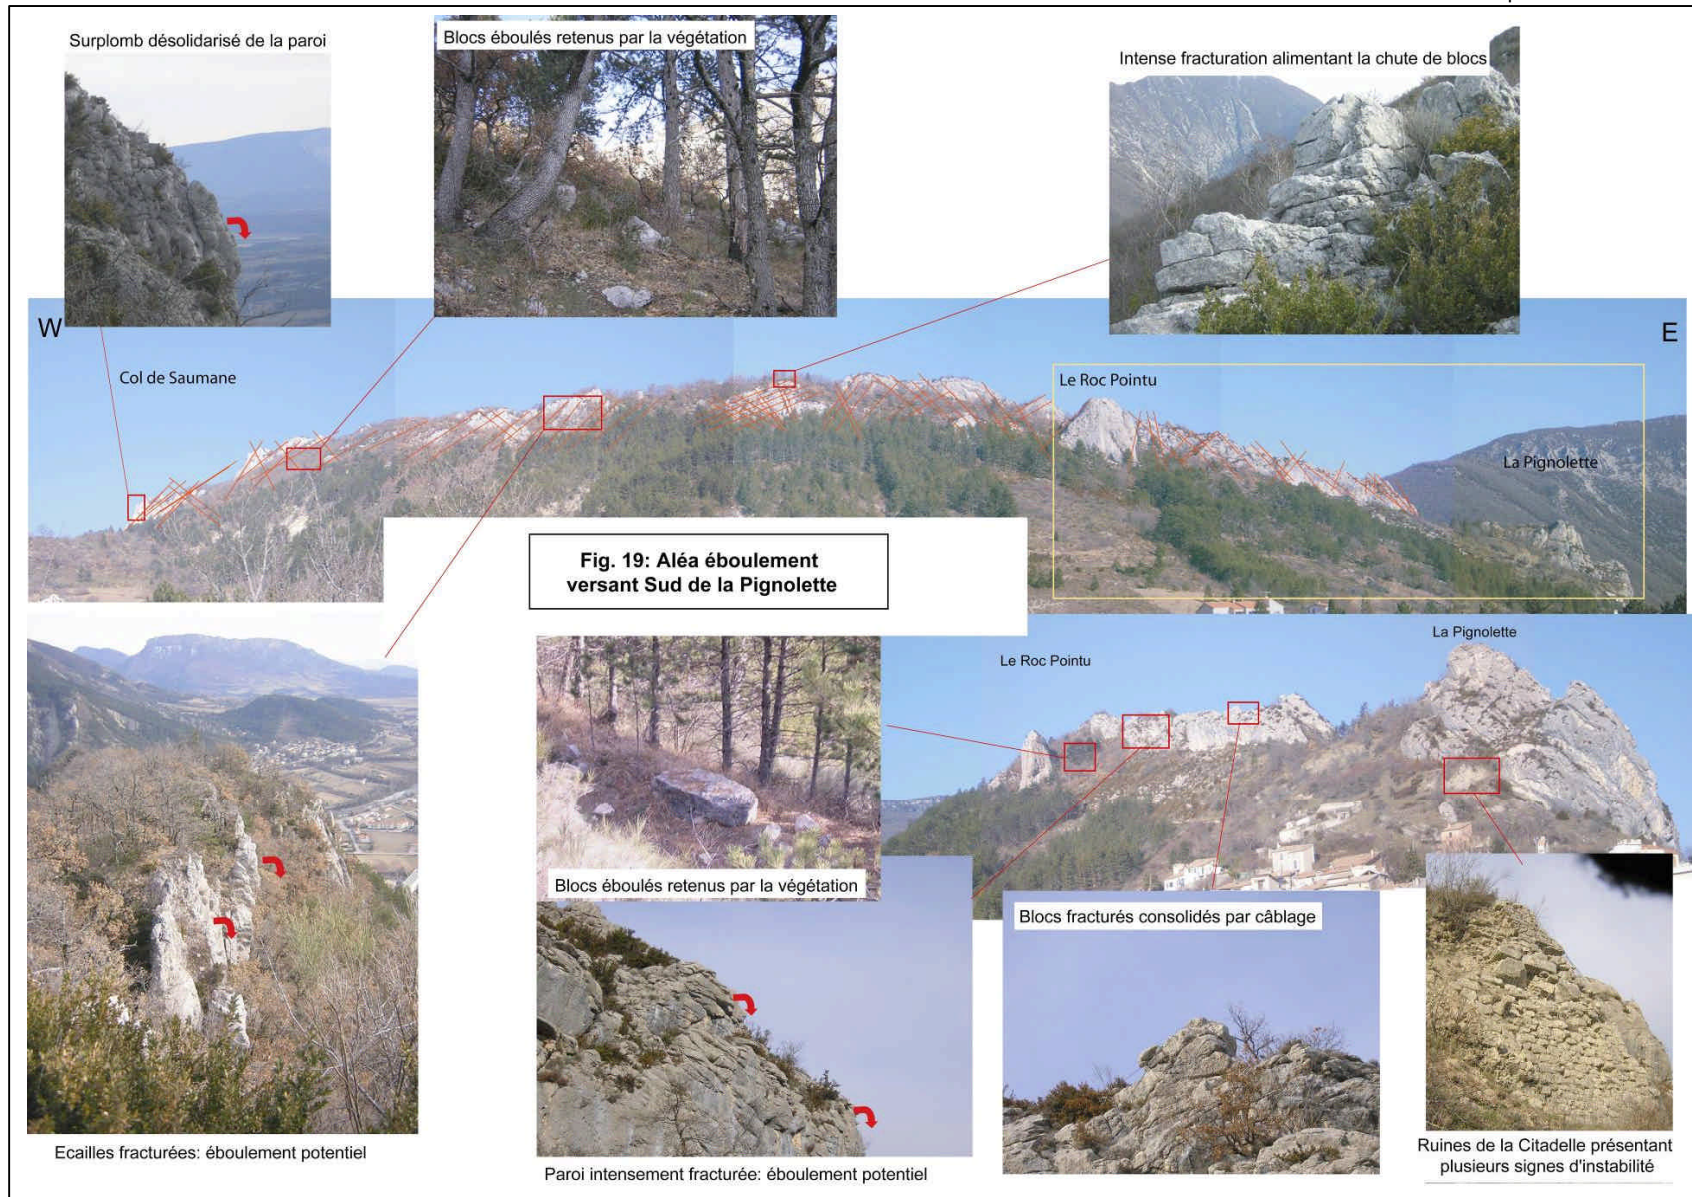 Surplomb désolidarisé de la paroi
Blocs éboulés retenus par la végétation
Intense fracturation alimentant la chute de blocs
W
E
Col de Saumane
Le Roc Pointu
La Pignolette
Fig. 19: Aléa éboulement
versant Sud de la Pignolette
La Pignolette
Le Roc Pointu
Blocs éboulés retenus par la végétation
Blocs fracturés consolidés par câblage
Ecailles fracturées: éboulement potentiel
Paroi intensement fracturée: éboulement potentiel
Ruines de la Citadelle présentant
plusieurs signes d'instabilité